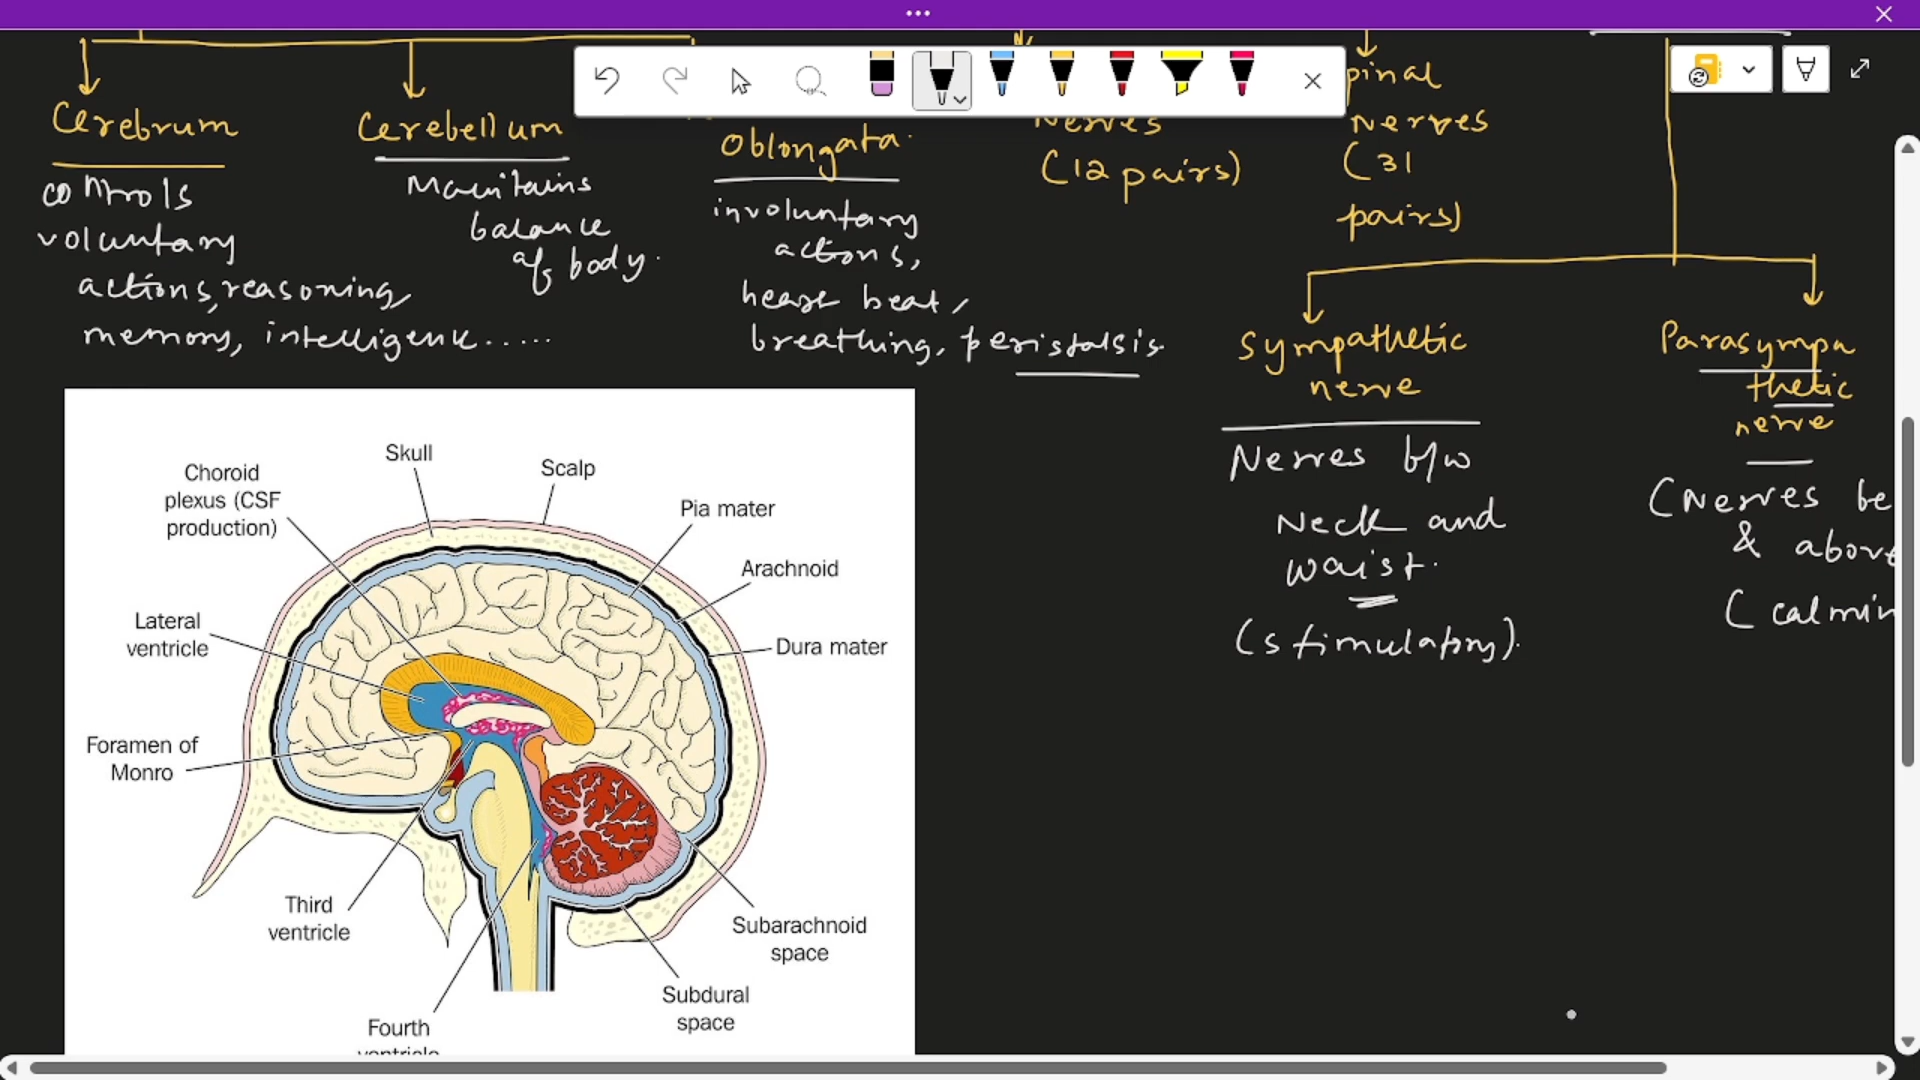 Cerebrum
controls
voluntary
actions, reasoning,
memory, intelligence.....
Cerebellum
Maintains
balance
of body.
Oblongata.
involuntary
actions,
heart beat,
breathing, peristalsis.
Nerves
(12 pairs)
pinal
Nerves
(31
pairs)
Sympathetic
nerve
Nerves b/w
Neck and
waist.
(stimulatory).
Parasympa
thetic
nerve
(Nerves be
& above
(calmin
Skull
Scalp
Choroid
plexus (CSF
production)
Pia mater
Arachnoid
Lateral
ventricle
Dura mater
Foramen of
Monro
Third
ventricle
Subarachnoid
space
Subdural
space
Fourth
ventricle